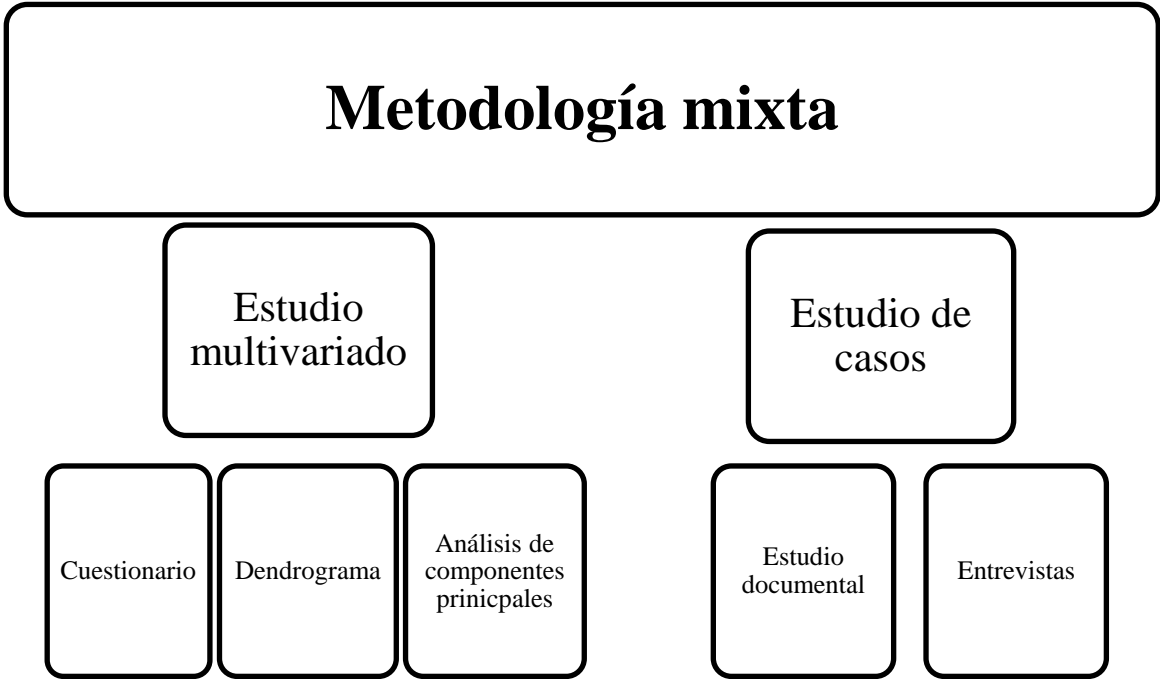 Metodología mixta
Estudio
multivariado
Estudio de
casos
Cuestionario
Dendrograma
Análisis de
componentes
prinicpales
Estudio
documental
Entrevistas